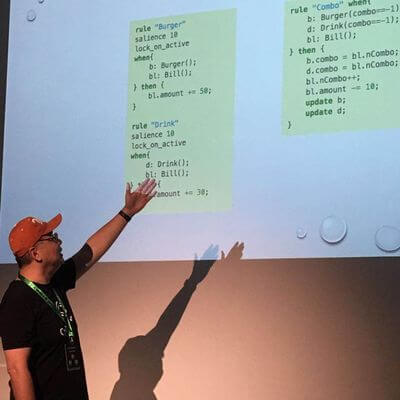 rule "Burger"
salience 10
lock_on_active
when{
b: Burger();
bl: Bill();
} then {
bl.amount += 50;
}
rule "Drink"
salience 10
lock_on_active
when{
d: Drink();
bl: Bill();
{
.amount += 30;
}
rule "Combo" when{
b: Burger(combo==-1)
d: Drink(combo==-1);
bl: Bill();
} then {
b.combo = bl.nCombo;
d.combo = bl.nCombo;
bl.nCombo++;
bl.amount -= 10;
update b;
update d;
}